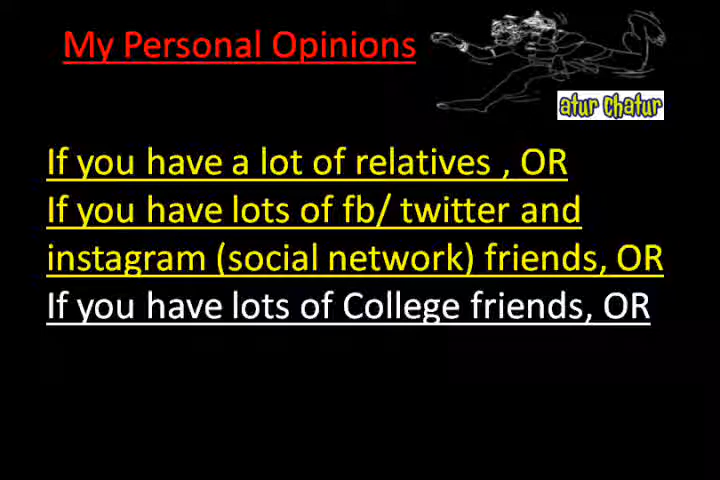 My Personal Opinions
atur chatur
If you have a lot of relatives , OR
If you have lots of fb/ twitter and
instagram (social network) friends, OR
If you have lots of College friends, OR